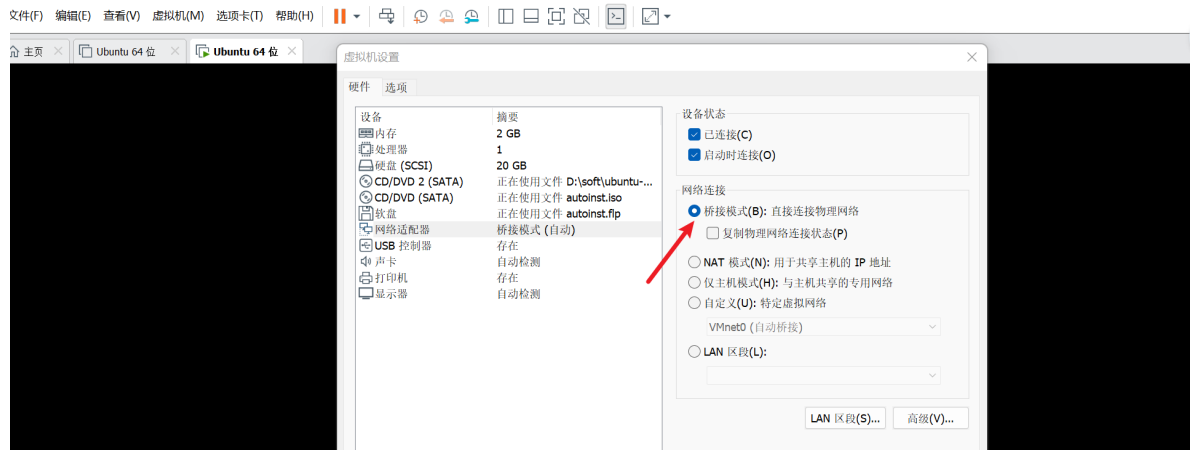 文件(F) 编辑(E) 查看(V) 虚拟机(M) 选项卡(T) 帮助(H)
主页 Ubuntu 64 位 Ubuntu 64 位
虚拟机设置
硬件 选项
设备 摘要
内存 2 GB
处理器 1
硬盘 (SCSI) 20 GB
CD/DVD 2 (SATA) 正在使用文件 D:\soft\ubuntu-...
CD/DVD (SATA) 正在使用文件 autoinst.iso
软盘 正在使用文件 autoinst.flp
网络适配器 桥接模式 (自动)
USB 控制器 存在
声卡 自动检测
打印机 存在
显示器 自动检测
设备状态
已连接(C)
启动时连接(O)
网络连接
桥接模式(B): 直接连接物理网络
复制物理网络连接状态(P)
NAT 模式(N): 用于共享主机的 IP 地址
仅主机模式(H): 与主机共享的专用网络
自定义(U): 特定虚拟网络
VMnet0 (自动桥接)
LAN 区段(L):
LAN 区段(S)... 高级(V)...